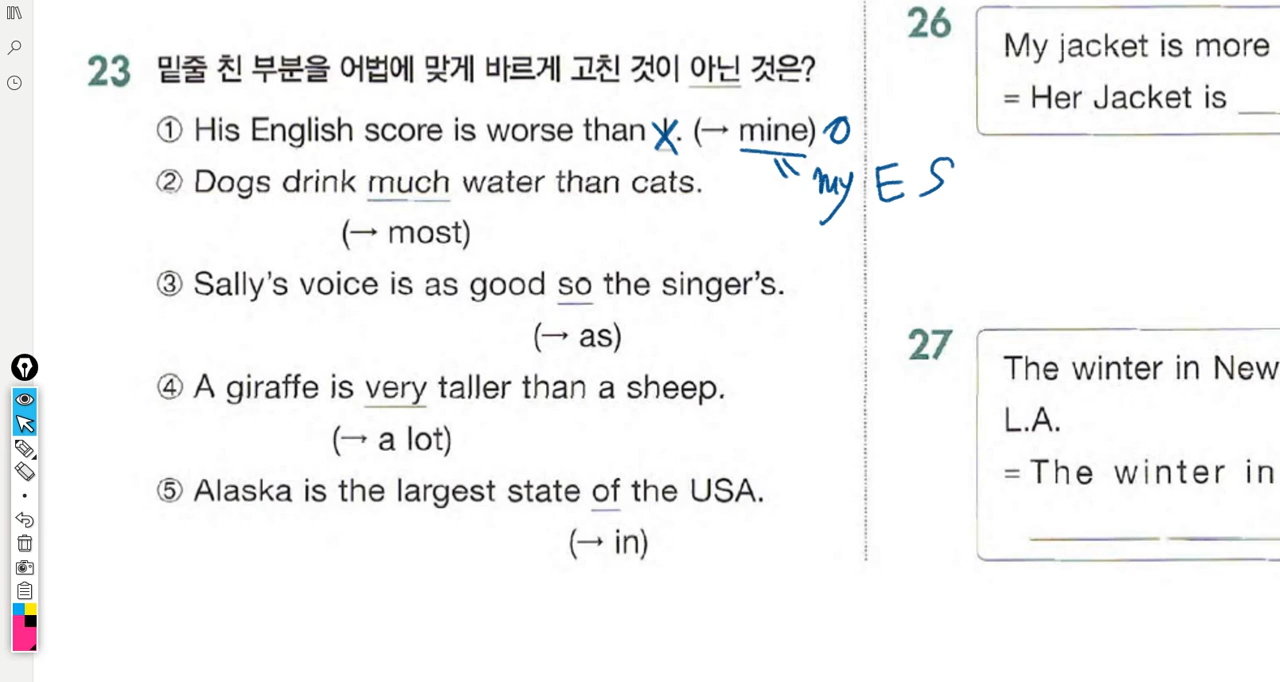 23 밑줄 친 부분을 어법에 맞게 바르게 고친 것이 아닌 것은?
① His English score is worse than . (→ mine) O
my E S
② Dogs drink much water than cats.
(→ most)
③ Sally's voice is as good so the singer's.
(→ as)
④ A giraffe is very taller than a sheep.
(→ a lot)
⑤ Alaska is the largest state of the USA.
(→ in)
26
My jacket is more
= Her Jacket is
27
The winter in New
L.A.
= The winter in